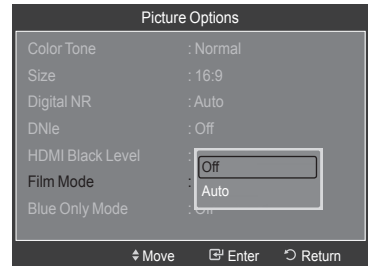 Picture Options
Color Tone : Normal
Size : 16:9
Digital NR : Auto
DNIe : Off
HDMI Black Level :
Off
Film Mode :
Auto
Blue Only Mode : Off
Move Enter Return